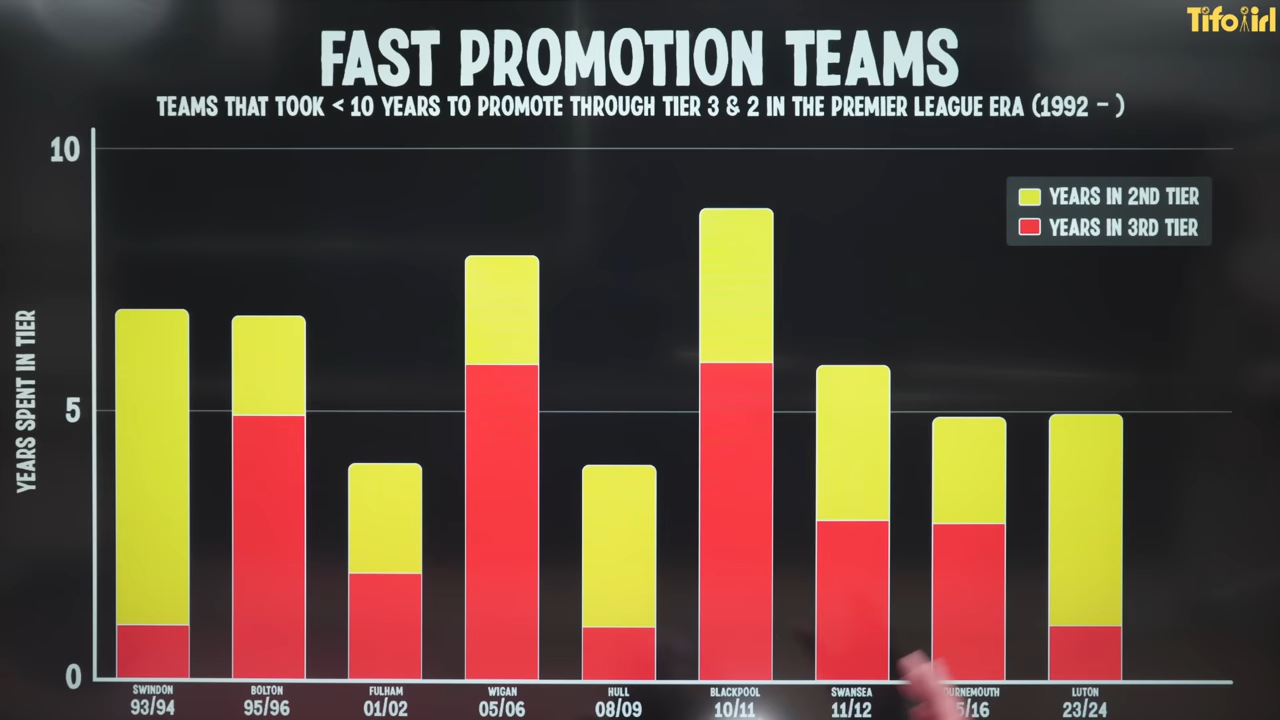 Tifo irl
FAST PROMOTION TEAMS
TEAMS THAT TOOK < 10 YEARS TO PROMOTE THROUGH TIER 3 & 2 IN THE PREMIER LEAGUE ERA (1992 - )
10
YEARS IN 2ND TIER
YEARS IN 3RD TIER
YEARS SPENT IN TIER
5
0
SWINDON BOLTON FULHAM WIGAN HULL BLACKPOOL SWANSEA OURNEMOUTH LUTON
93/94 95/96 01/02 05/06 08/09 10/11 11/12 5/16 23/24